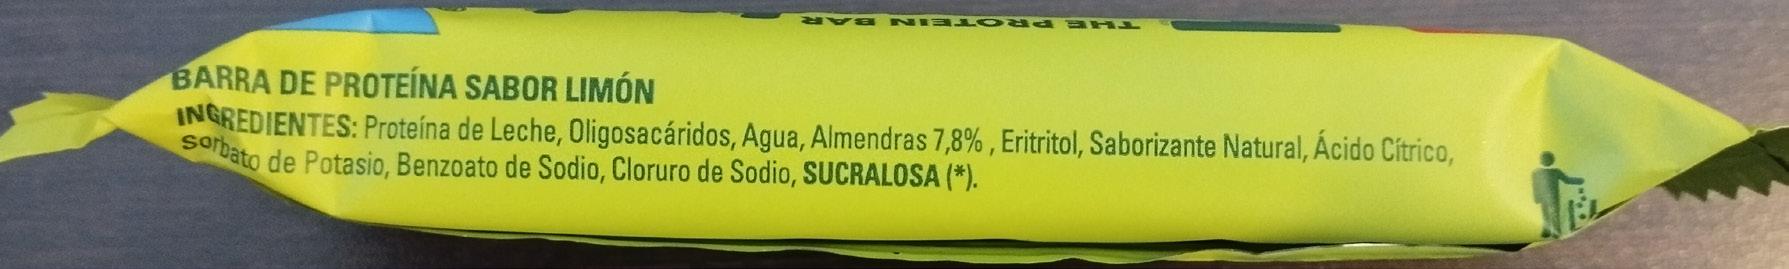 THE PROTEIN BAR
BARRA DE PROTEÍNA SABOR LIMÓN
INGREDIENTES: Proteína de Leche, Oligosacáridos, Agua, Almendras 7,8% , Eritritol, Saborizante Natural, Ácido Cítrico,
Sorbato de Potasio, Benzoato de Sodio, Cloruro de Sodio, SUCRALOSA (*).